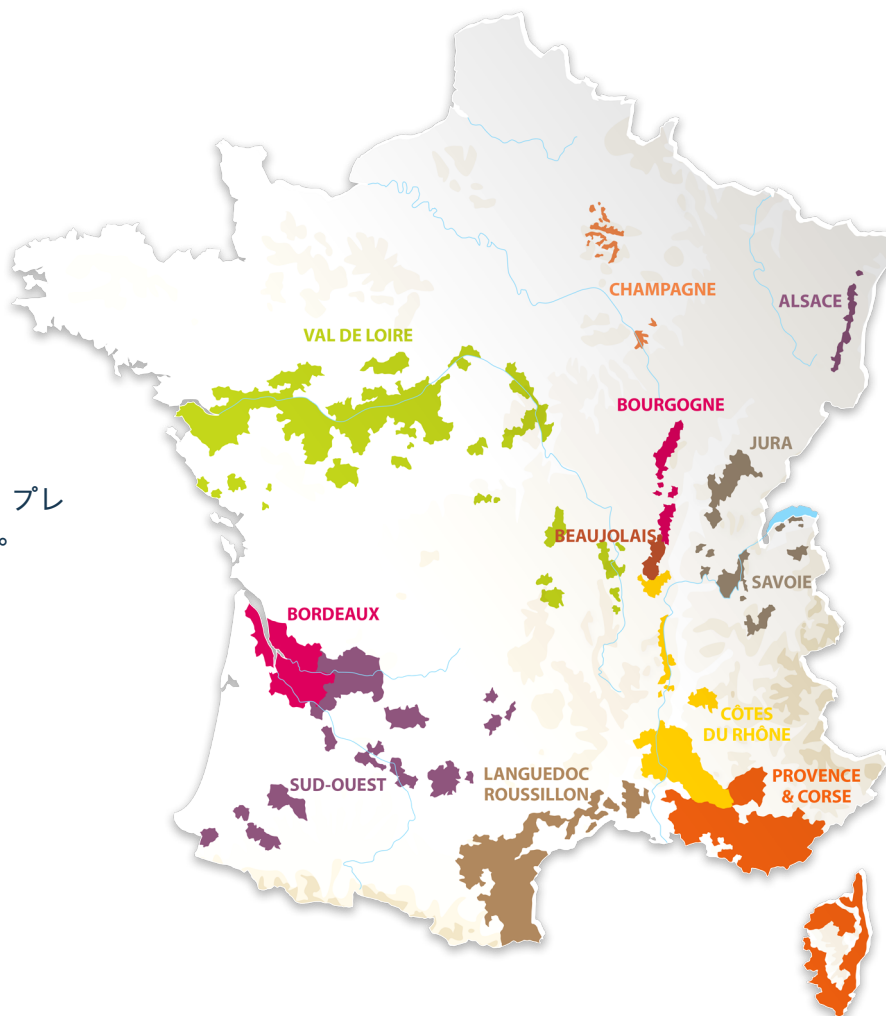 CHAMPAGNE
ALSACE
VAL DE LOIRE
BOURGOGNE
JURA
プレ
。
BEAUJOLAIS
SAVOIE
BORDEAUX
CÔTES
DU RHÔNE
SUD-OUEST
LANGUEDOC
ROUSSILLON
PROVENCE
& CORSE